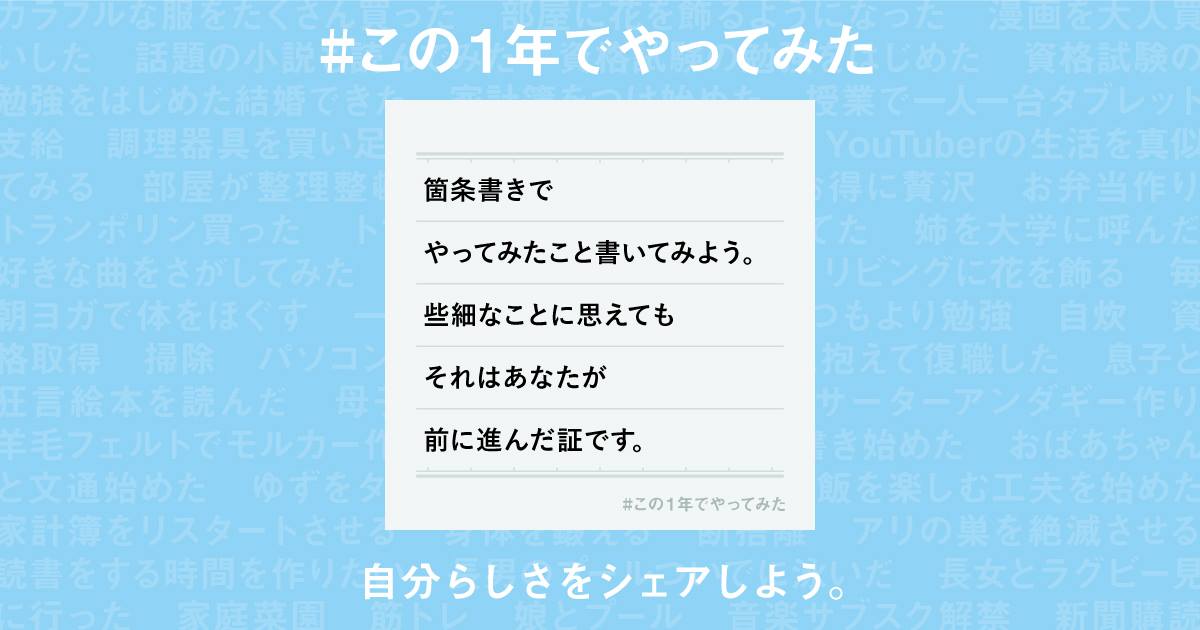 カラフルな服をたくさん買った 部屋に花を飾るようになった 漫画を大人買
#この1年でやってみた
いした 話題の小説 じめた 資格試験の
勉強をはじめた結婚できた 家計簿をつけ始めた 授業で一人一台タブレット
支給 調理器具を買い足 YouTuberの生活を真似
箇条書きで
てみる 部屋が整理整 お得に贅沢 お弁当作り
トランポリン買った てた 姉を大学に呼んだ
やってみたこと書いてみよう。
好きな曲をさがしてみた リビングに花を飾る 毎
朝ヨガで体をほぐす つもより勉強 自炊 資
些細なことに思えても
格取得 掃除 パソコン 抱えて復職した 息子と
それはあなたが
狂言絵本を読んだ 母 サーターアンダギー作り
羊毛フェルトでモルカー作 書き始めた おはあちゃん
前に進んだ証です。
と文通始めた ゆずを 飯を楽しむ工夫を始めた
#この1年でやってみた
家計簿をリスタートさせる 身体を鍛える 断捨離 アリの巣を絶滅させる
読書をする時間を作りた いだ 長女とラグビー見
自分らしさをシェアしよう。
に行った 家庭菜園 筋トレ 娘とプール 音楽サブスク解禁 新聞購読